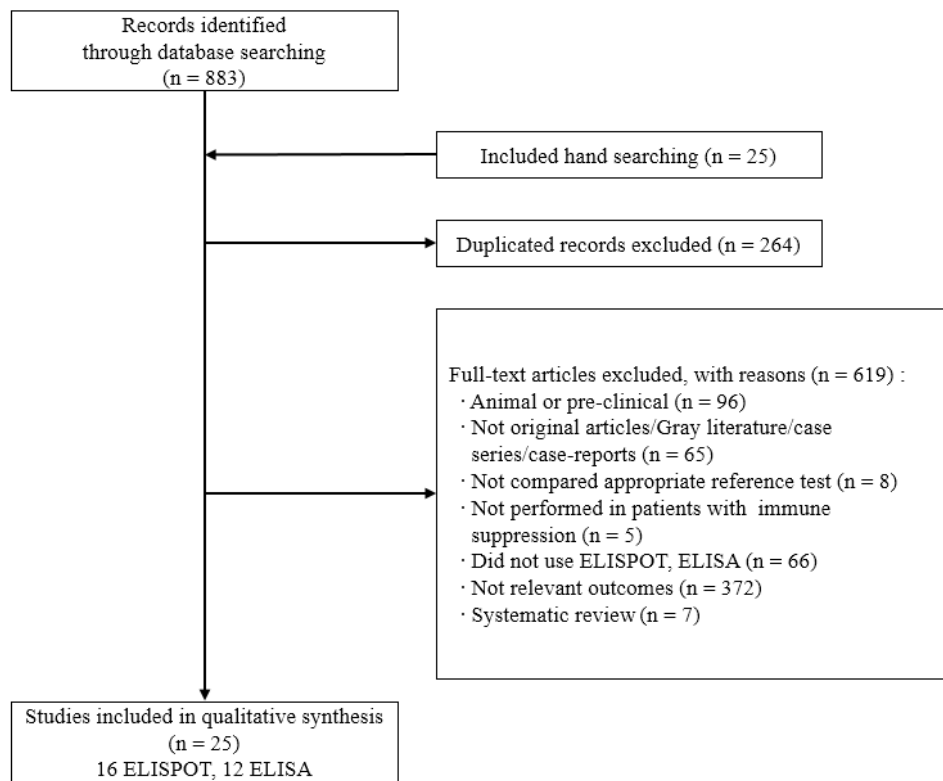 Records identified
through database searching
(n = 883)
Included hand searching (n = 25)
Duplicated records excluded (n = 264)
Full-text articles excluded, with reasons (n = 619) :
· Animal or pre-clinical (n = 96)
· Not original articles/Gray literature/case
series/case-reports (n = 65)
· Not compared appropriate reference test (n = 8)
· Not performed in patients with immune
suppression (n = 5)
· Did not use ELISPOT, ELISA (n = 66)
· Not relevant outcomes (n = 372)
· Systematic review (n = 7)
Studies included in qualitative synthesis
(n = 25)
16 ELISPOT, 12 ELISA